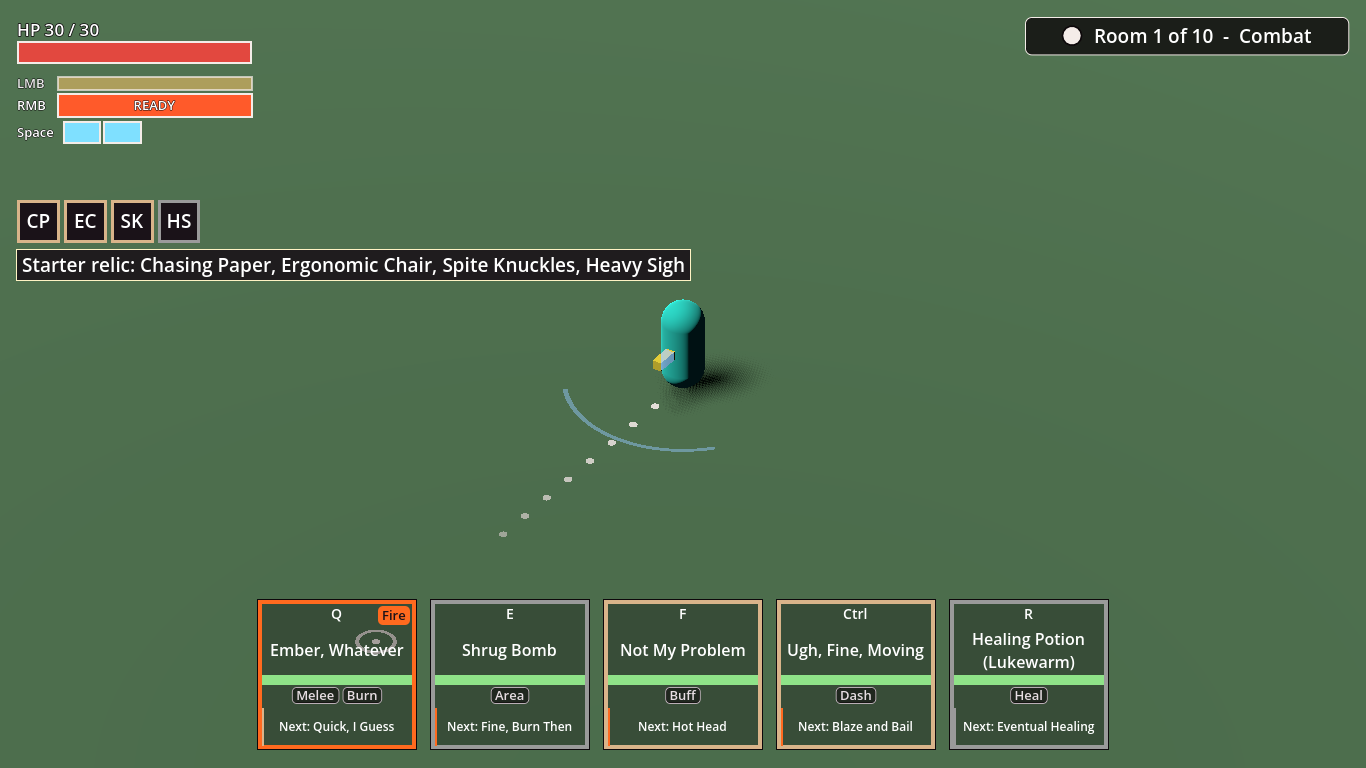 HP 30 / 30
Room 1 of 10 - Combat
LMB
RMB READY
Space
CP EC SK HS
Starter relic: Chasing Paper, Ergonomic Chair, Spite Knuckles, Heavy Sigh
Q Fire
Ember, Whatever
Melee Burn
Next: Quick, I Guess
E
Shrug Bomb
Area
Next: Fine, Burn Then
F
Not My Problem
Buff
Next: Hot Head
Ctrl
Ugh, Fine, Moving
Dash
Next: Blaze and Bail
R
Healing Potion
(Lukewarm)
Heal
Next: Eventual Healing